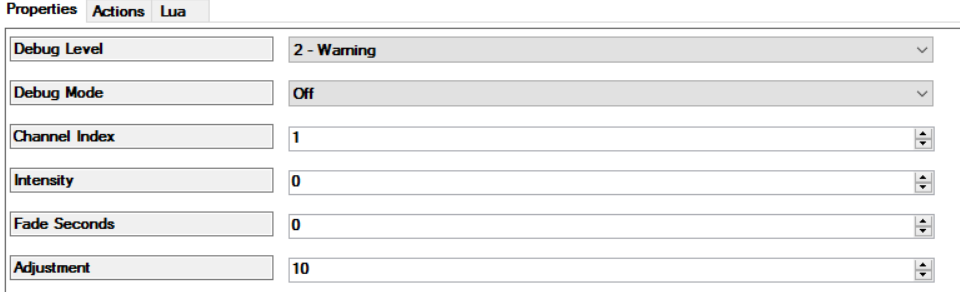 Properties Actions Lua
Debug Level 2 - Warning
Debug Mode Off
Channel Index 1
Intensity 0
Fade Seconds 0
Adjustment 10